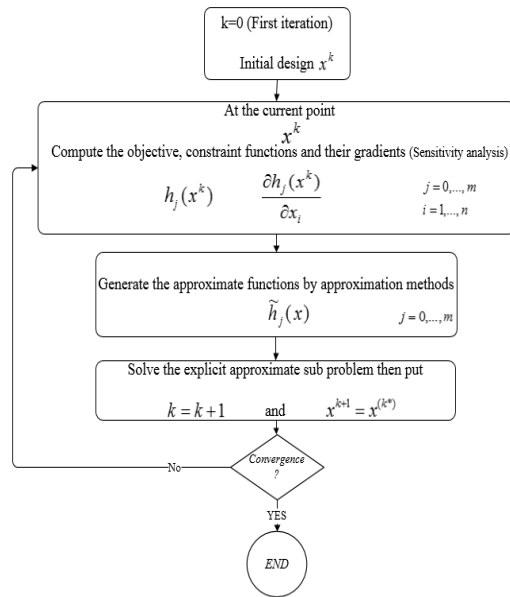 k=0 (First iteration)
Initial design x^k
At the current point
x^k
Compute the objective, constraint functions and their gradients (Sensitivity analysis)
h_j(x^k) ∂h_j(x^k)/∂x_i j = 0,..., m
i = 1,..., n
Generate the approximate functions by approximation methods
h̃_j(x) j = 0,..., m
Solve the explicit approximate sub problem then put
k = k+1 and x^{k+1} = x^{(k*)}
Convergence
?
No
YES
END